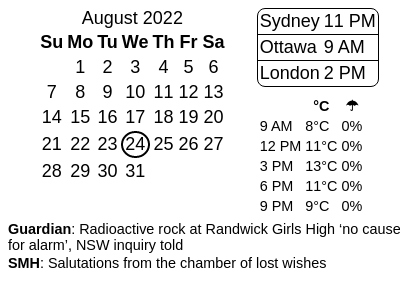 August 2022
Su Mo Tu We Th Fr Sa
1 2 3 4 5 6
7 8 9 10 11 12 13
14 15 16 17 18 19 20
21 22 23 24 25 26 27
28 29 30 31
Sydney 11 PM
Ottawa 9 AM
London 2 PM
°C ☂
9 AM 8°C 0%
12 PM 11°C 0%
3 PM 13°C 0%
6 PM 11°C 0%
9 PM 9°C 0%
Guardian: Radioactive rock at Randwick Girls High ‘no cause
for alarm’, NSW inquiry told
SMH: Salutations from the chamber of lost wishes